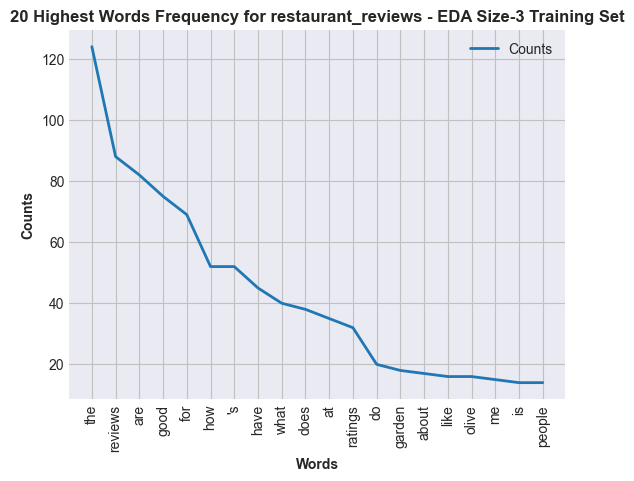 20 Highest Words Frequency for restaurant_reviews - EDA Size-3 Training Set
Counts
120
100
80
60
40
20
Counts
the
reviews
are
good
for
how
's
have
what
does
at
ratings
do
garden
about
like
olive
me
is
people
Words